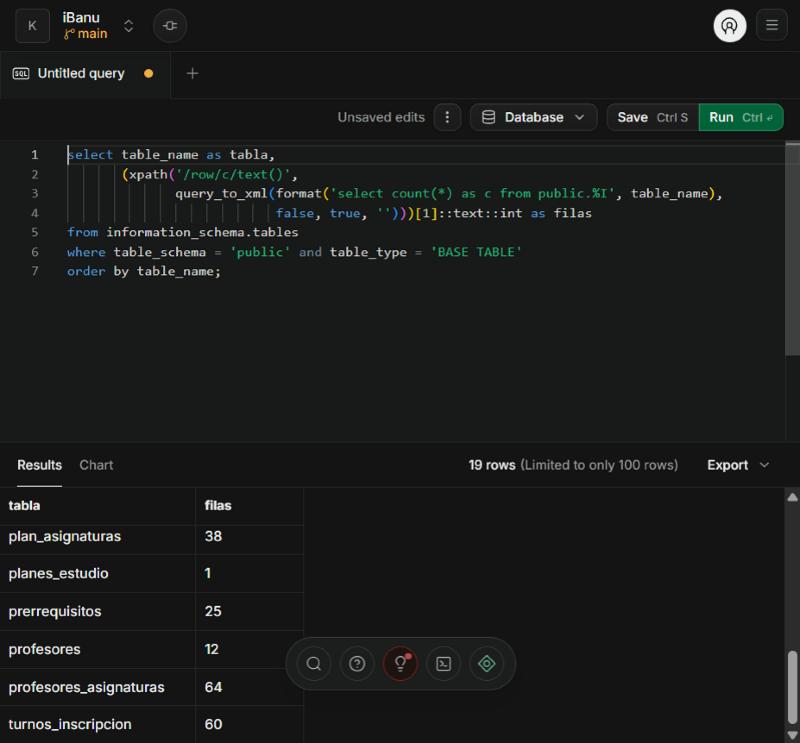 K
iBanu
main
SQL Untitled query
Unsaved edits
Database
Save Ctrl S
Run Ctrl ↵
1 select table_name as tabla,
2 (xpath('/row/c/text()',
3 query_to_xml(format('select count(*) as c from public.%I', table_name),
4 false, true, '')))[1]::text::int as filas
5 from information_schema.tables
6 where table_schema = 'public' and table_type = 'BASE TABLE'
7 order by table_name;
Results Chart
19 rows (Limited to only 100 rows)
Export
tabla filas
plan_asignaturas 38
planes_estudio 1
prerrequisitos 25
profesores 12
profesores_asignaturas 64
turnos_inscripcion 60